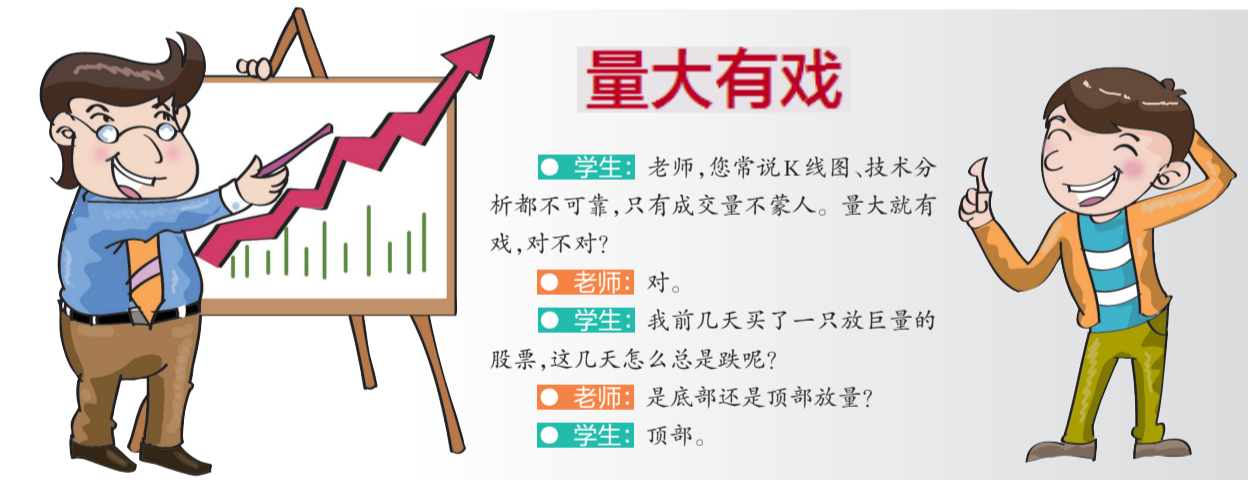 量大有戏
● 学生：老师，您常说K线图、技术分
析都不可靠，只有成交量不蒙人。量大就有
戏，对不对？
● 老师：对。
● 学生：我前几天买了一只放巨量的
股票，这几天怎么总是跌呢？
● 老师：是底部还是顶部放量？
● 学生：顶部。